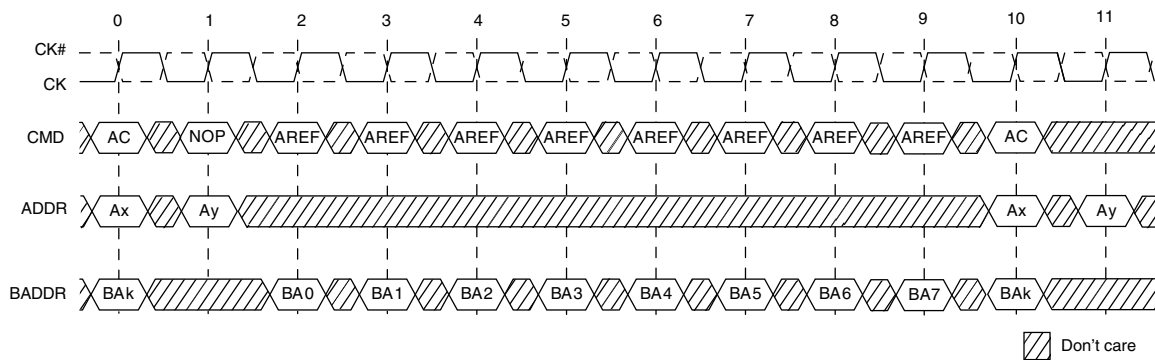 0 1 2 3 4 5 6 7 8 9 10 11
CK#
CK
CMD AC NOP AREF AREF AREF AREF AREF AREF AREF AREF AC
ADDR Ax Ay Ax Ay
BADDR BAk BA0 BA1 BA2 BA3 BA4 BA5 BA6 BA7 BAk
Don't care